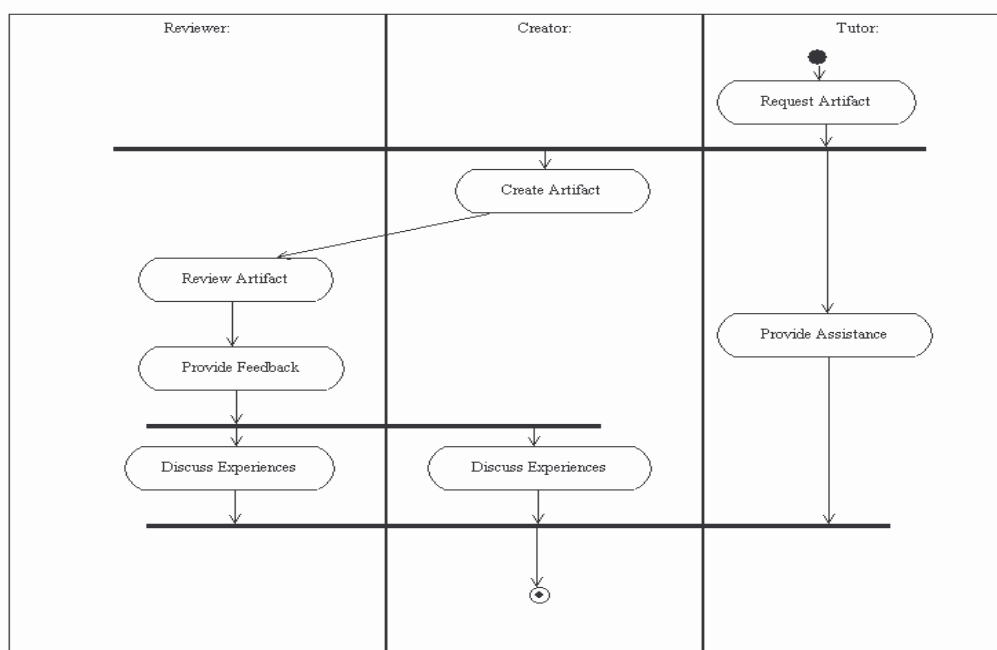 Reviewer:
Creator:
Tutor:
Request Artifact
Create Artifact
Review Artifact
Provide Assistance
Provide Feedback
Discuss Experiences
Discuss Experiences